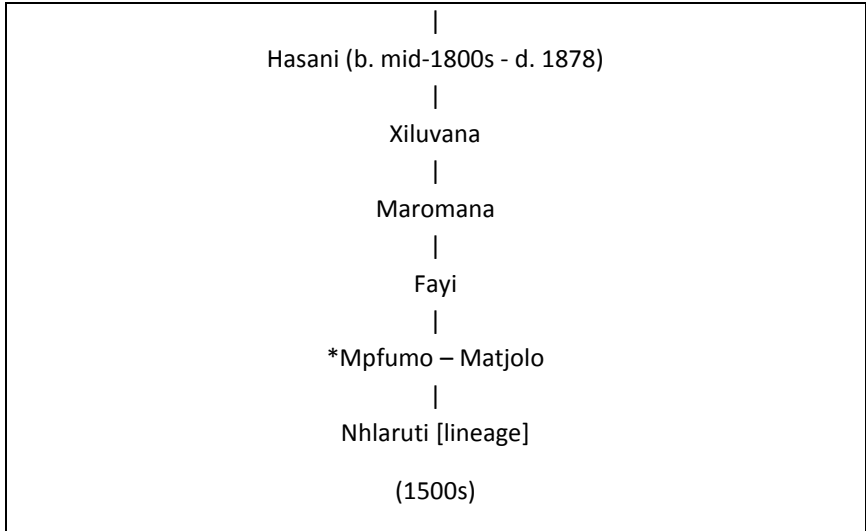 |
Hasani (b. mid-1800s - d. 1878)
|
Xiluvana
|
Maromana
|
Fayi
|
*Mpfumo – Matjolo
|
Nhlaruti [lineage]
(1500s)